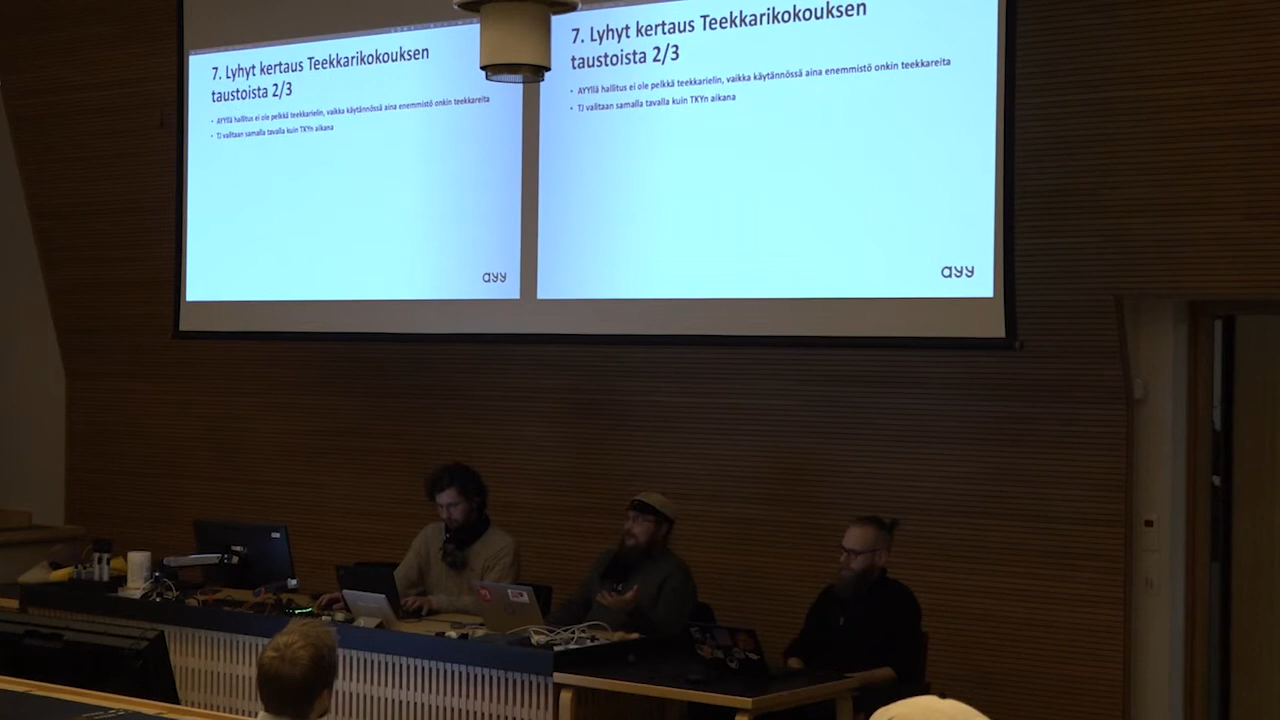 7. Lyhyt kertaus Teekkarikokouksen
taustoista 2/3
• AYYllä hallitus ei ole pelkkä teekkarielin, vaikka käytännössä aina enemmistö onkin teekkareita
• TJ valitaan samalla tavalla kuin TKYn aikana
ayy
7. Lyhyt kertaus Teekkarikokouksen
taustoista 2/3
• AYYllä hallitus ei ole pelkkä teekkarielin, vaikka käytännössä aina enemmistö onkin teekkareita
• TJ valitaan samalla tavalla kuin TKYn aikana
ayy